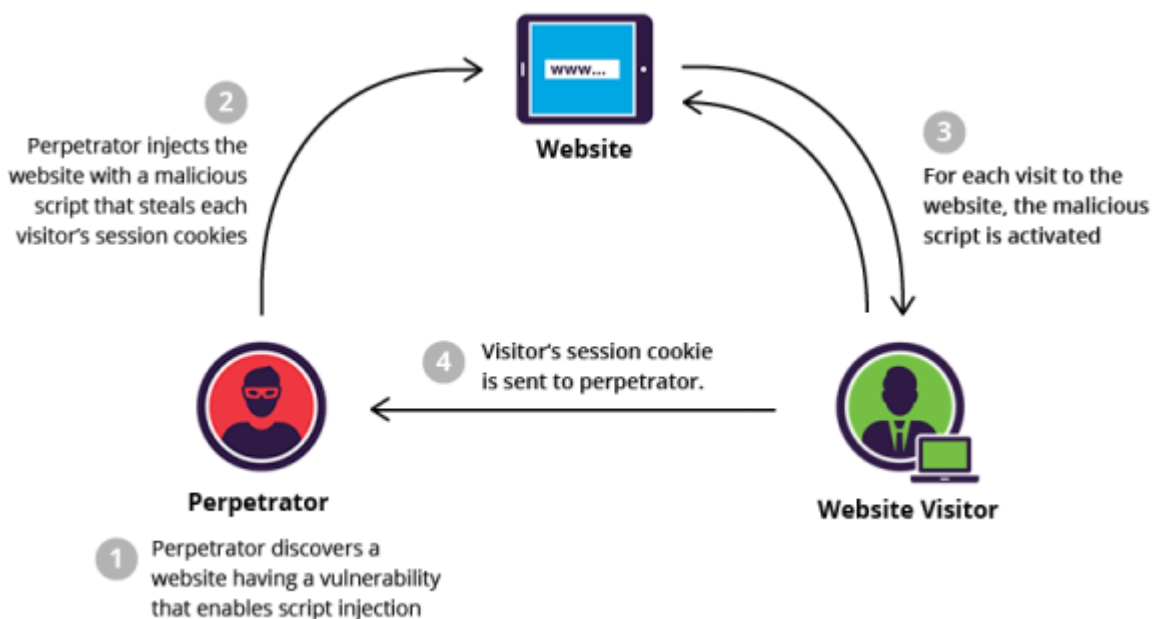 www...
Website
2
Perpetrator injects the
website with a malicious
script that steals each
visitor's session cookies
3
For each visit to the
website, the malicious
script is activated
4
Visitor's session cookie
is sent to perpetrator.
Perpetrator
Website Visitor
1
Perpetrator discovers a
website having a vulnerability
that enables script injection